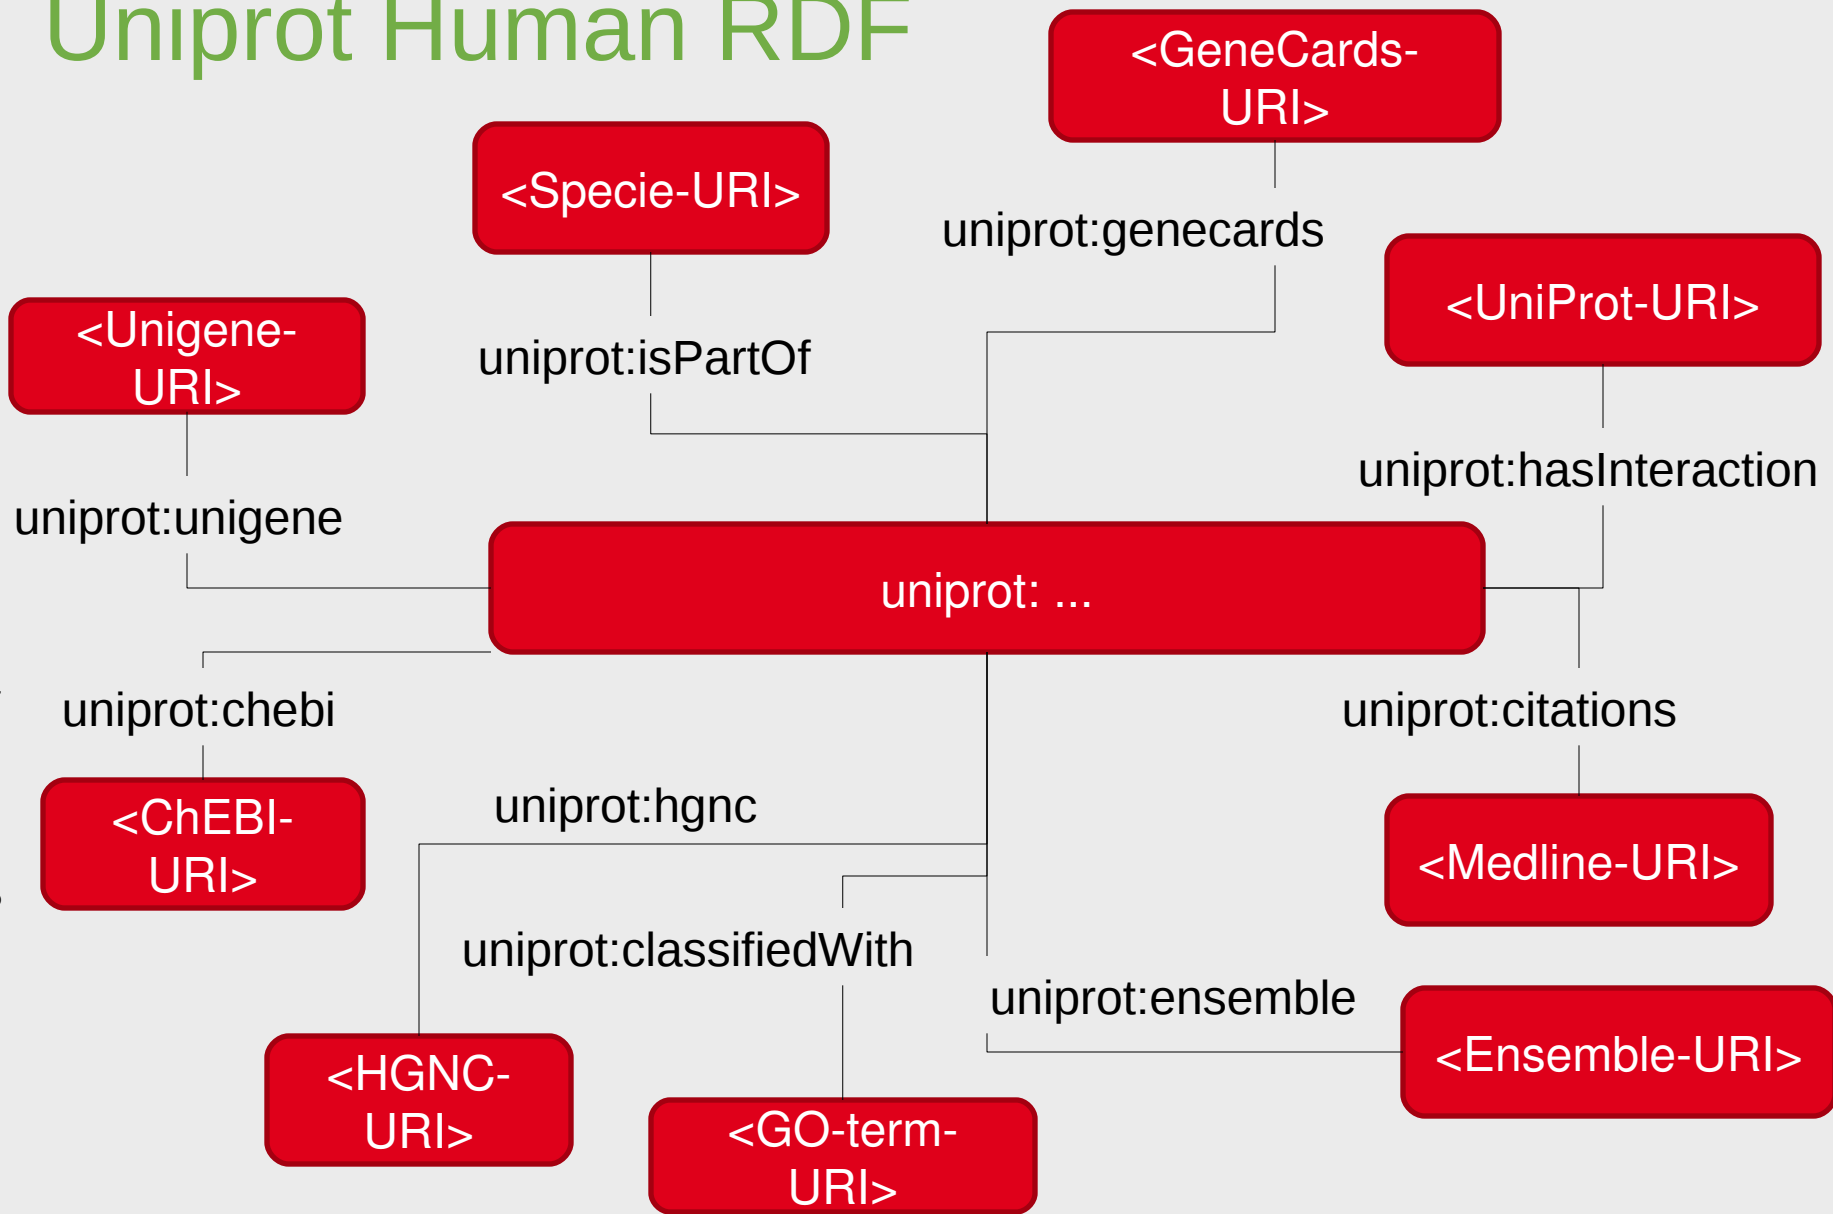 Uniprot Human RDF
<GeneCards-
URI>
<Specie-URI>
uniprot:genecards
<UniProt-URI>
<Unigene-
URI>
uniprot:isPartOf
uniprot:hasInteraction
uniprot:unigene
uniprot: ...
uniprot:chebi
uniprot:citations
<ChEBI-
URI>
uniprot:hgnc
<Medline-URI>
uniprot:classifiedWith
uniprot:ensemble
<Ensemble-URI>
<HGNC-
URI>
<GO-term-
URI>